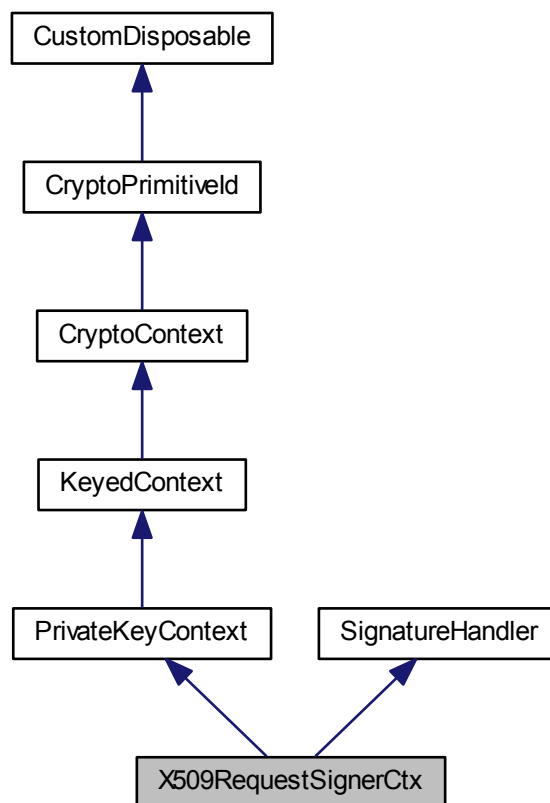 CustomDisposable
CryptoPrimitiveId
CryptoContext
KeyedContext
PrivateKeyContext
SignatureHandler
X509RequestSignerCtx